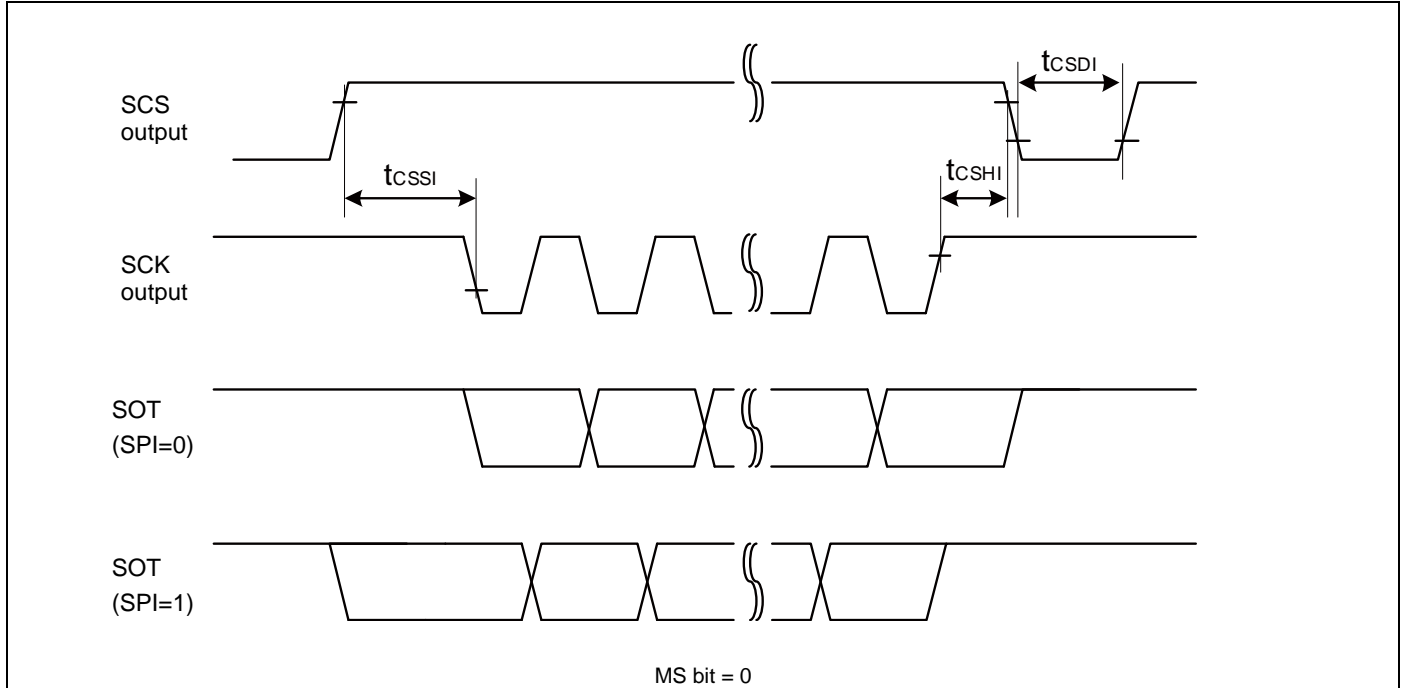 tCSDI
SCS
output
tCSSI
tCSHI
SCK
output
SOT
(SPI=0)
SOT
(SPI=1)
MS bit = 0